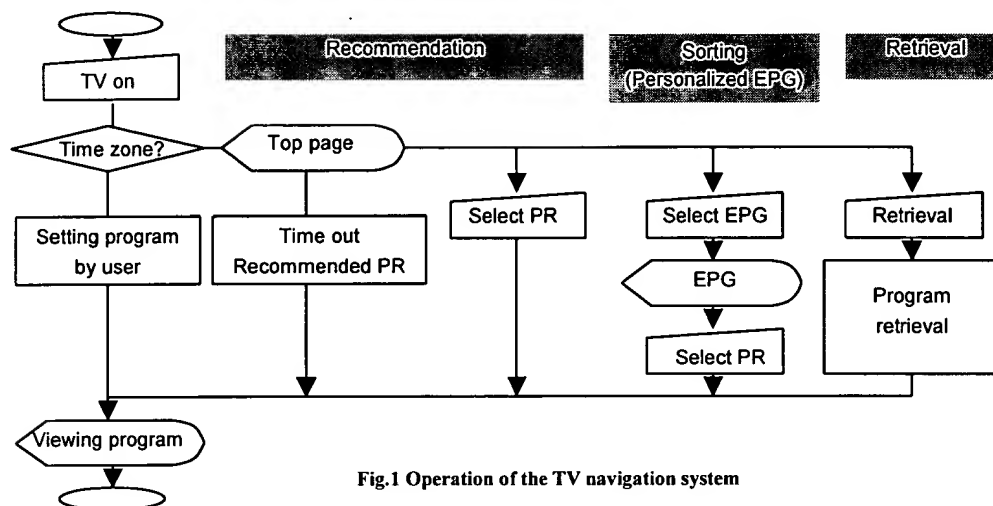 Recommendation
Sorting
(Personalized EPG)
Retrieval
TV on
Time zone?
Top page
Setting program
by user
Time out
Recommended PR
Select PR
Select EPG
EPG
Select PR
Retrieval
Program
retrieval
Viewing program
Fig.1 Operation of the TV navigation system